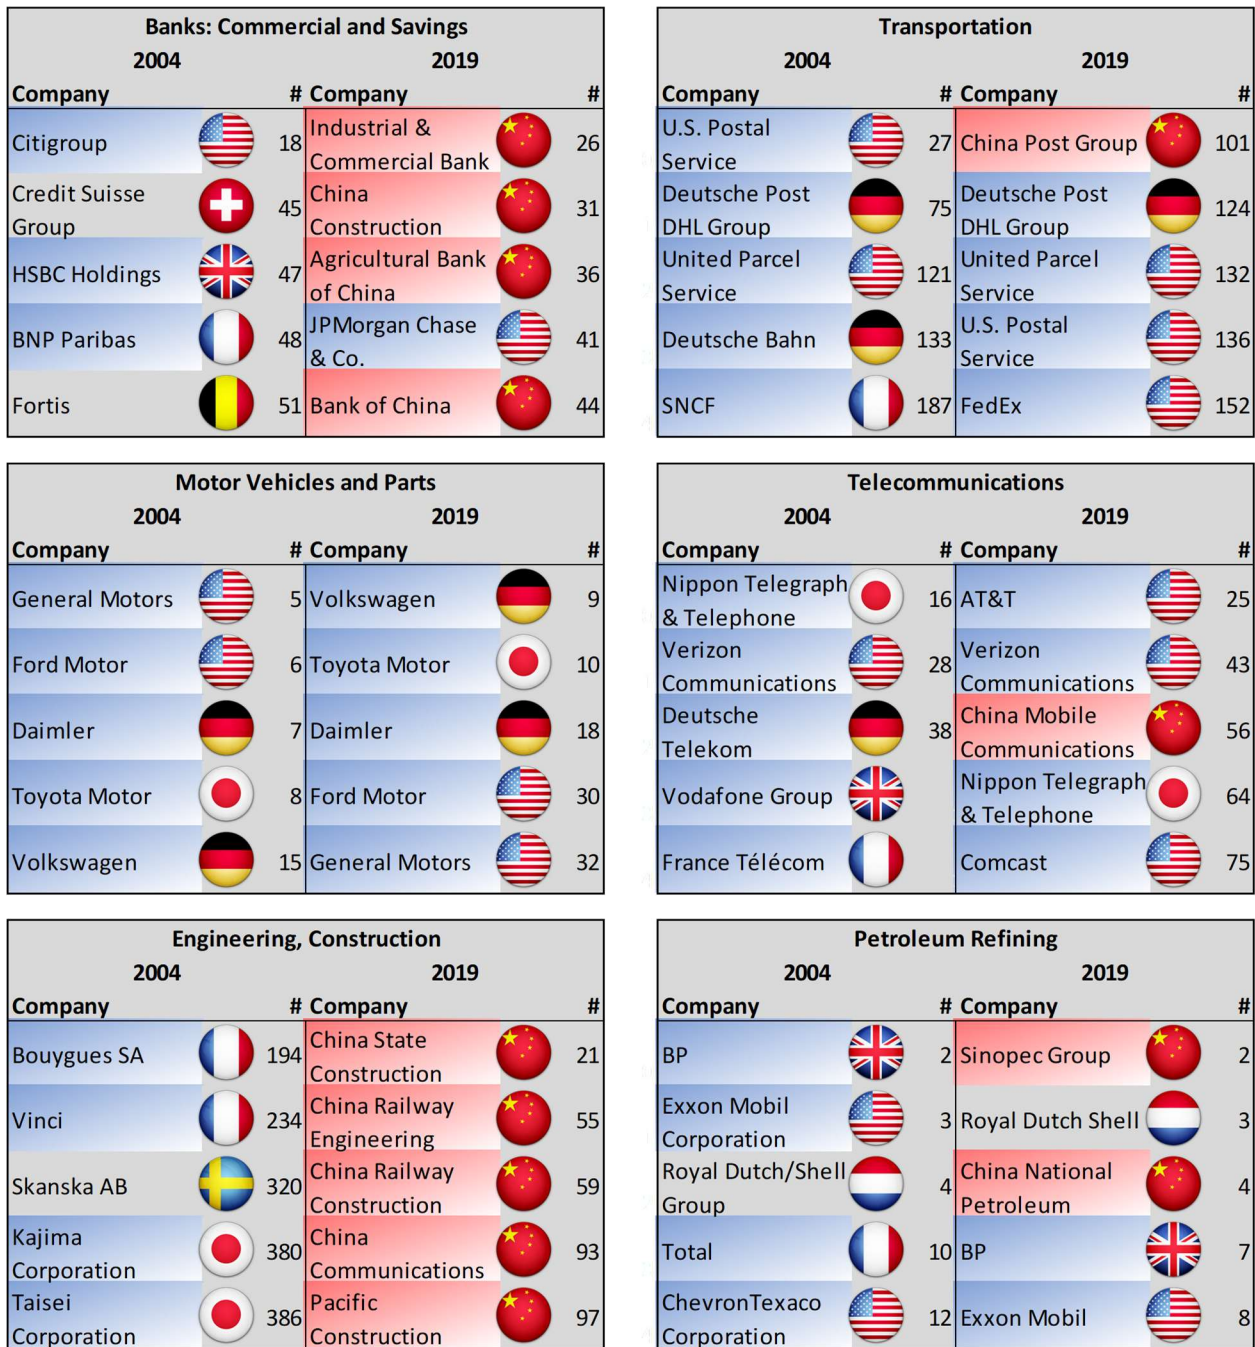 Banks: Commercial and Savings
2004 2019
Company # Company #
Citigroup 18 Industrial &
Commercial Bank 26
Credit Suisse
Group 45 China
Construction 31
HSBC Holdings 47 Agricultural Bank
of China 36
BNP Paribas 48 JPMorgan Chase
& Co. 41
Fortis 51 Bank of China 44
Transportation
2004 2019
Company # Company #
U.S. Postal
Service 27 China Post Group 101
Deutsche Post
DHL Group 75 Deutsche Post
DHL Group 124
United Parcel
Service 121 United Parcel
Service 132
Deutsche Bahn 133 U.S. Postal
Service 136
SNCF 187 FedEx 152
Motor Vehicles and Parts
2004 2019
Company # Company #
General Motors 5 Volkswagen 9
Ford Motor 6 Toyota Motor 10
Daimler 7 Daimler 18
Toyota Motor 8 Ford Motor 30
Volkswagen 15 General Motors 32
Telecommunications
2004 2019
Company # Company #
Nippon Telegraph
& Telephone 16 AT&T 25
Verizon
Communications 28 Verizon
Communications 43
Deutsche
Telekom 38 China Mobile
Communications 56
Vodafone Group Nippon Telegraph
& Telephone 64
France Télécom Comcast 75
Engineering, Construction
2004 2019
Company # Company #
Bouygues SA 194 China State
Construction 21
Vinci 234 China Railway
Engineering 55
Skanska AB 320 China Railway
Construction 59
Kajima
Corporation 380 China
Communications 93
Taisei
Corporation 386 Pacific
Construction 97
Petroleum Refining
2004 2019
Company # Company #
BP 2 Sinopec Group 2
Exxon Mobil
Corporation 3 Royal Dutch Shell 3
Royal Dutch/Shell
Group 4 China National
Petroleum 4
Total 10 BP 7
ChevronTexaco
Corporation 12 Exxon Mobil 8